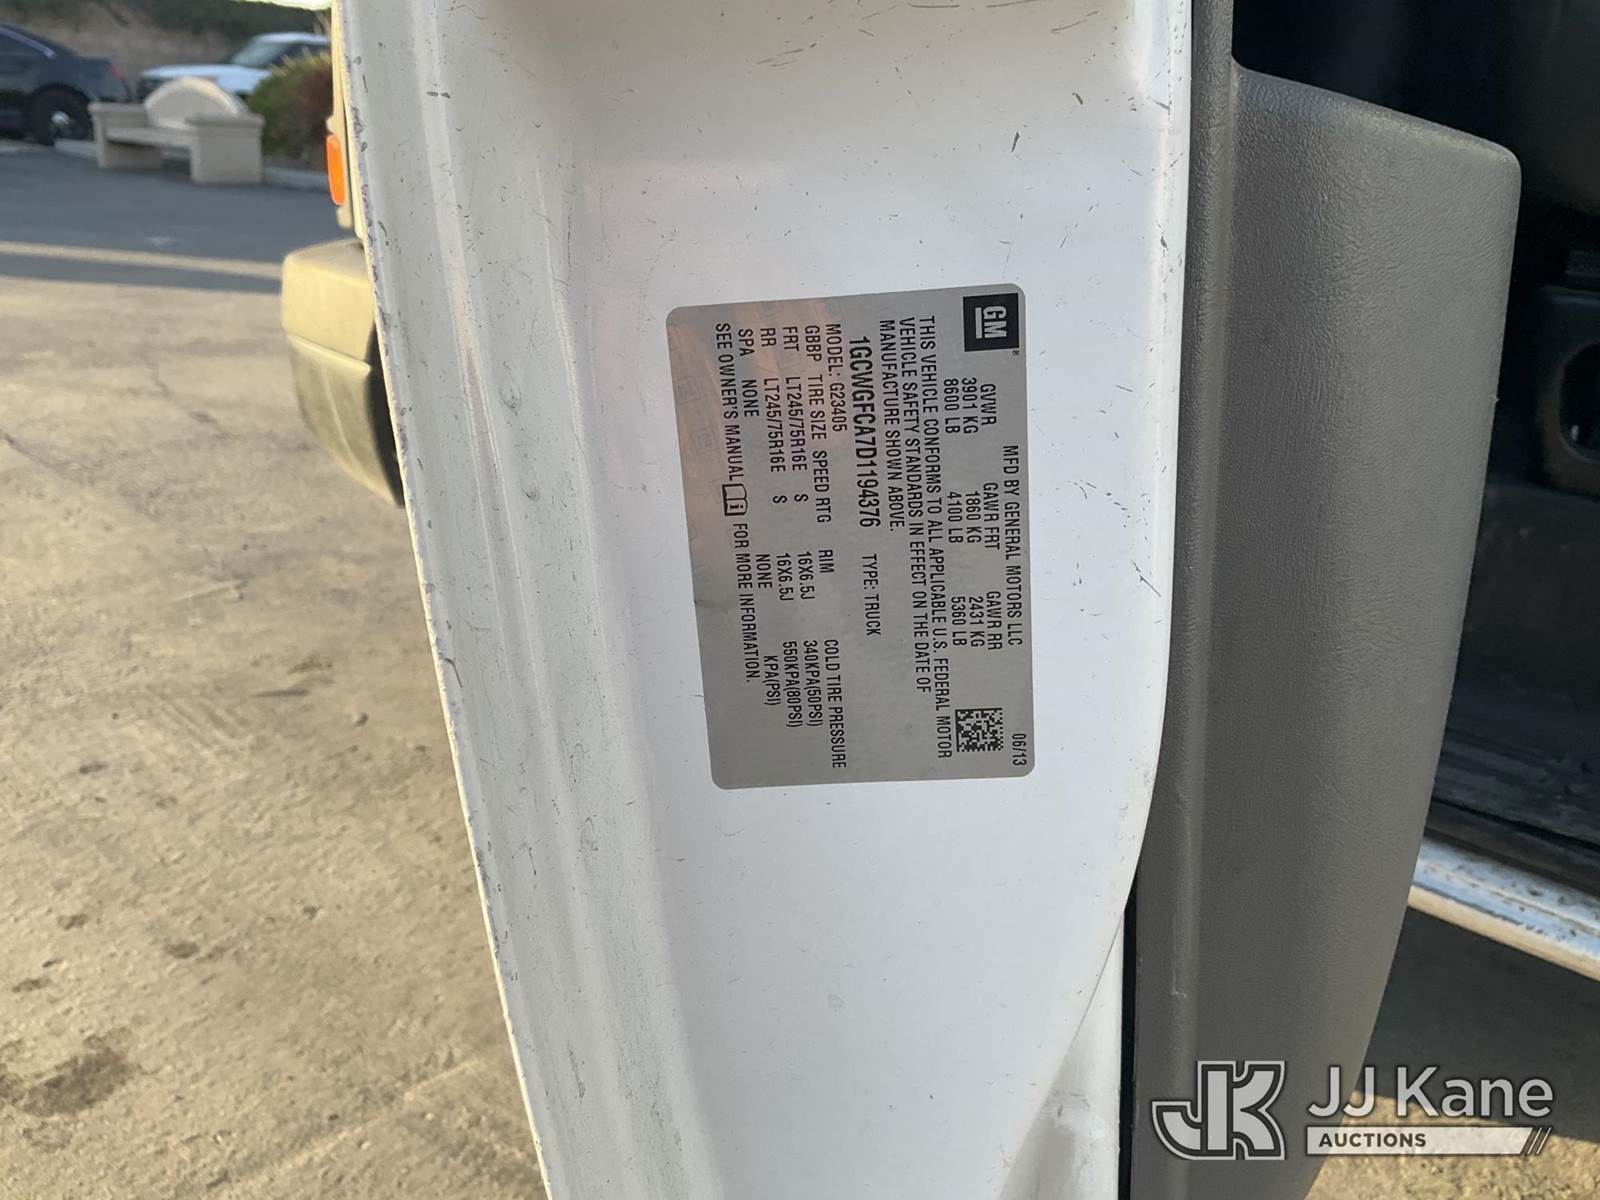 GM
MFD BY GENERAL MOTORS LLC 06/13
GVWR GAWR FRT GAWR RR
3901 KG 1860 KG 2431 KG
8600 LB 4100 LB 5360 LB
THIS VEHICLE CONFORMS TO ALL APPLICABLE U.S. FEDERAL MOTOR
VEHICLE SAFETY STANDARDS IN EFFECT ON THE DATE OF
MANUFACTURE SHOWN ABOVE.
1GCWGFCA7D1194376 TYPE: TRUCK
MODEL: G23405
GBBP TIRE SIZE SPEED RTG RIM COLD TIRE PRESSURE
FRT LT245/75R16E S 16X6.5J 340KPA(50PSI)
RR LT245/75R16E S 16X6.5J 550KPA(80PSI)
SPA NONE NONE KPA(PSI)
SEE OWNER'S MANUAL FOR MORE INFORMATION.
JK JJ Kane
AUCTIONS